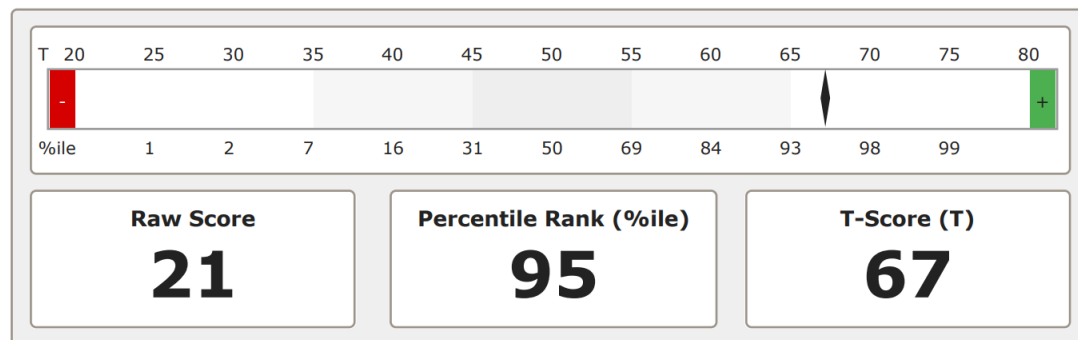 T 20 25 30 35 40 45 50 55 60 65 70 75 80
- +
%ile 1 2 7 16 31 50 69 84 93 98 99
Raw Score Percentile Rank (%ile) T-Score (T)
21 95 67